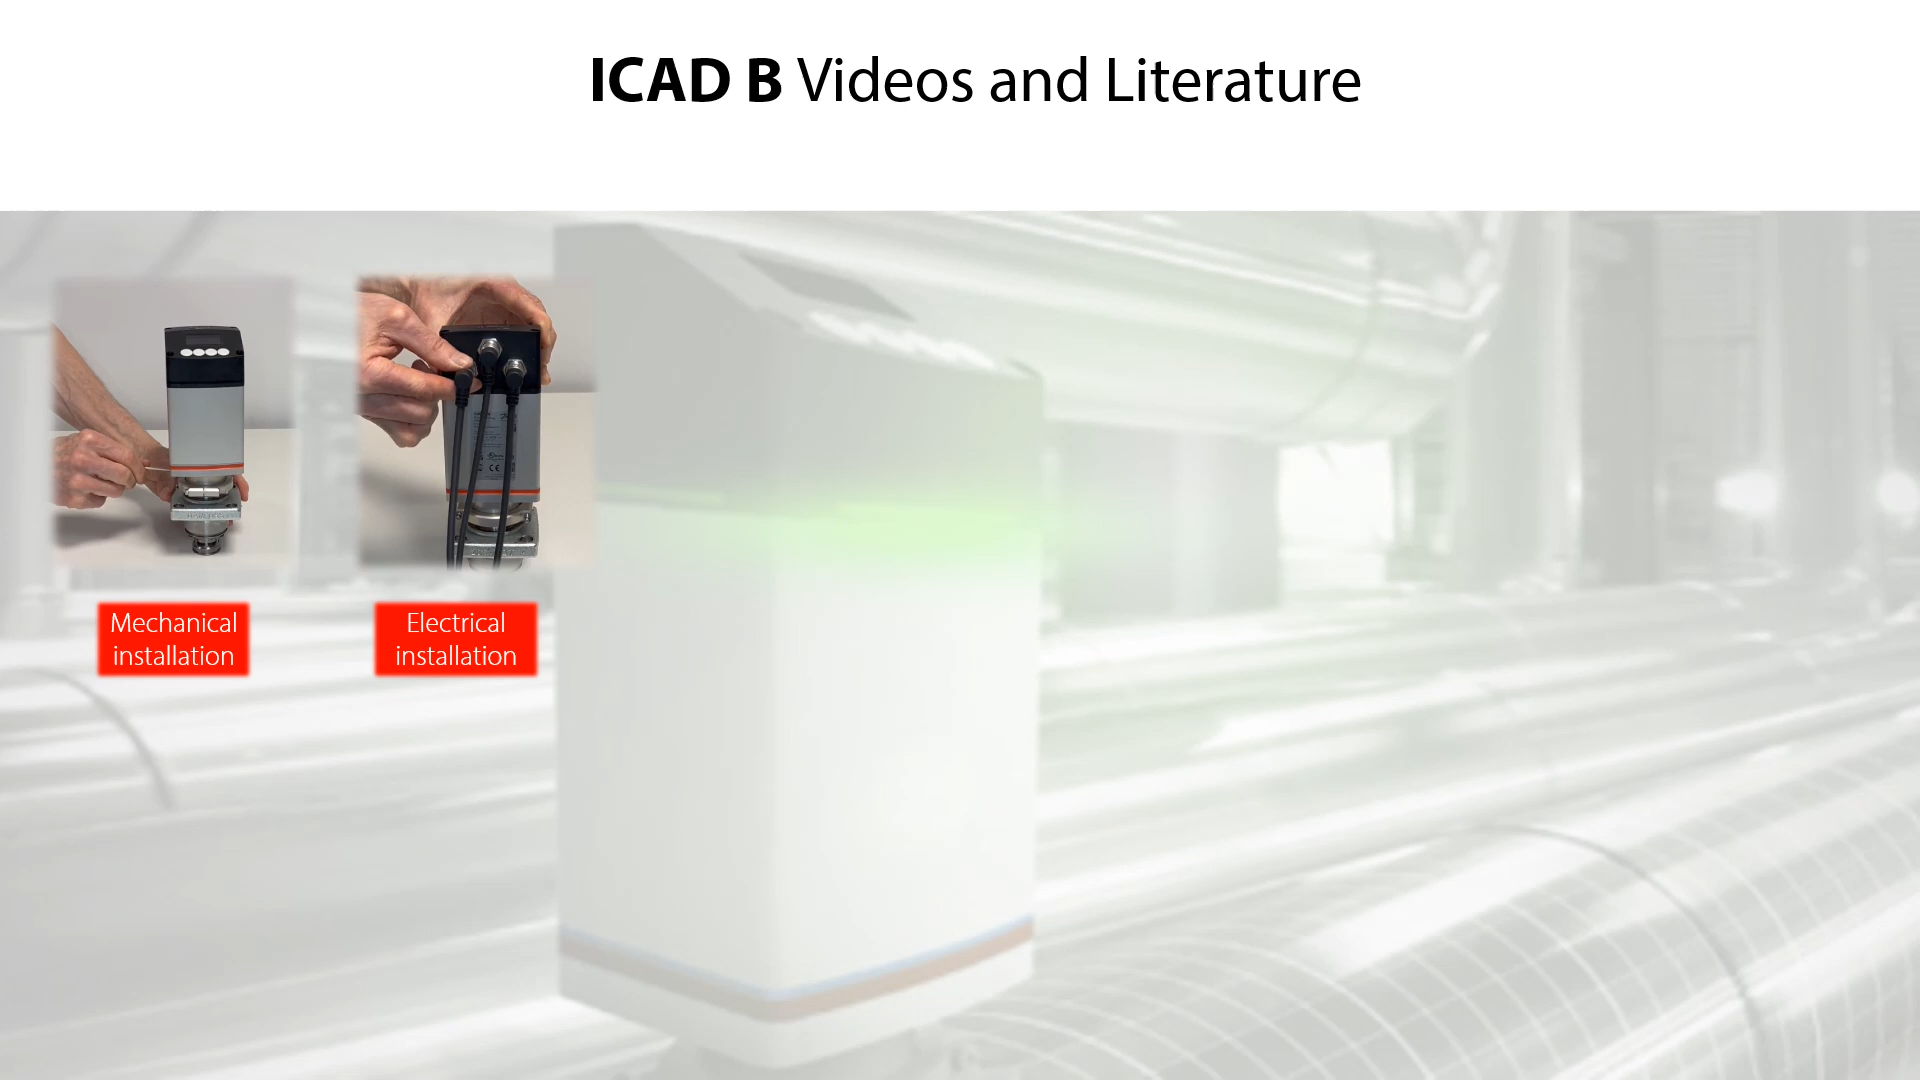 ICAD B Videos and Literature
Mechanical
installation
Electrical
installation